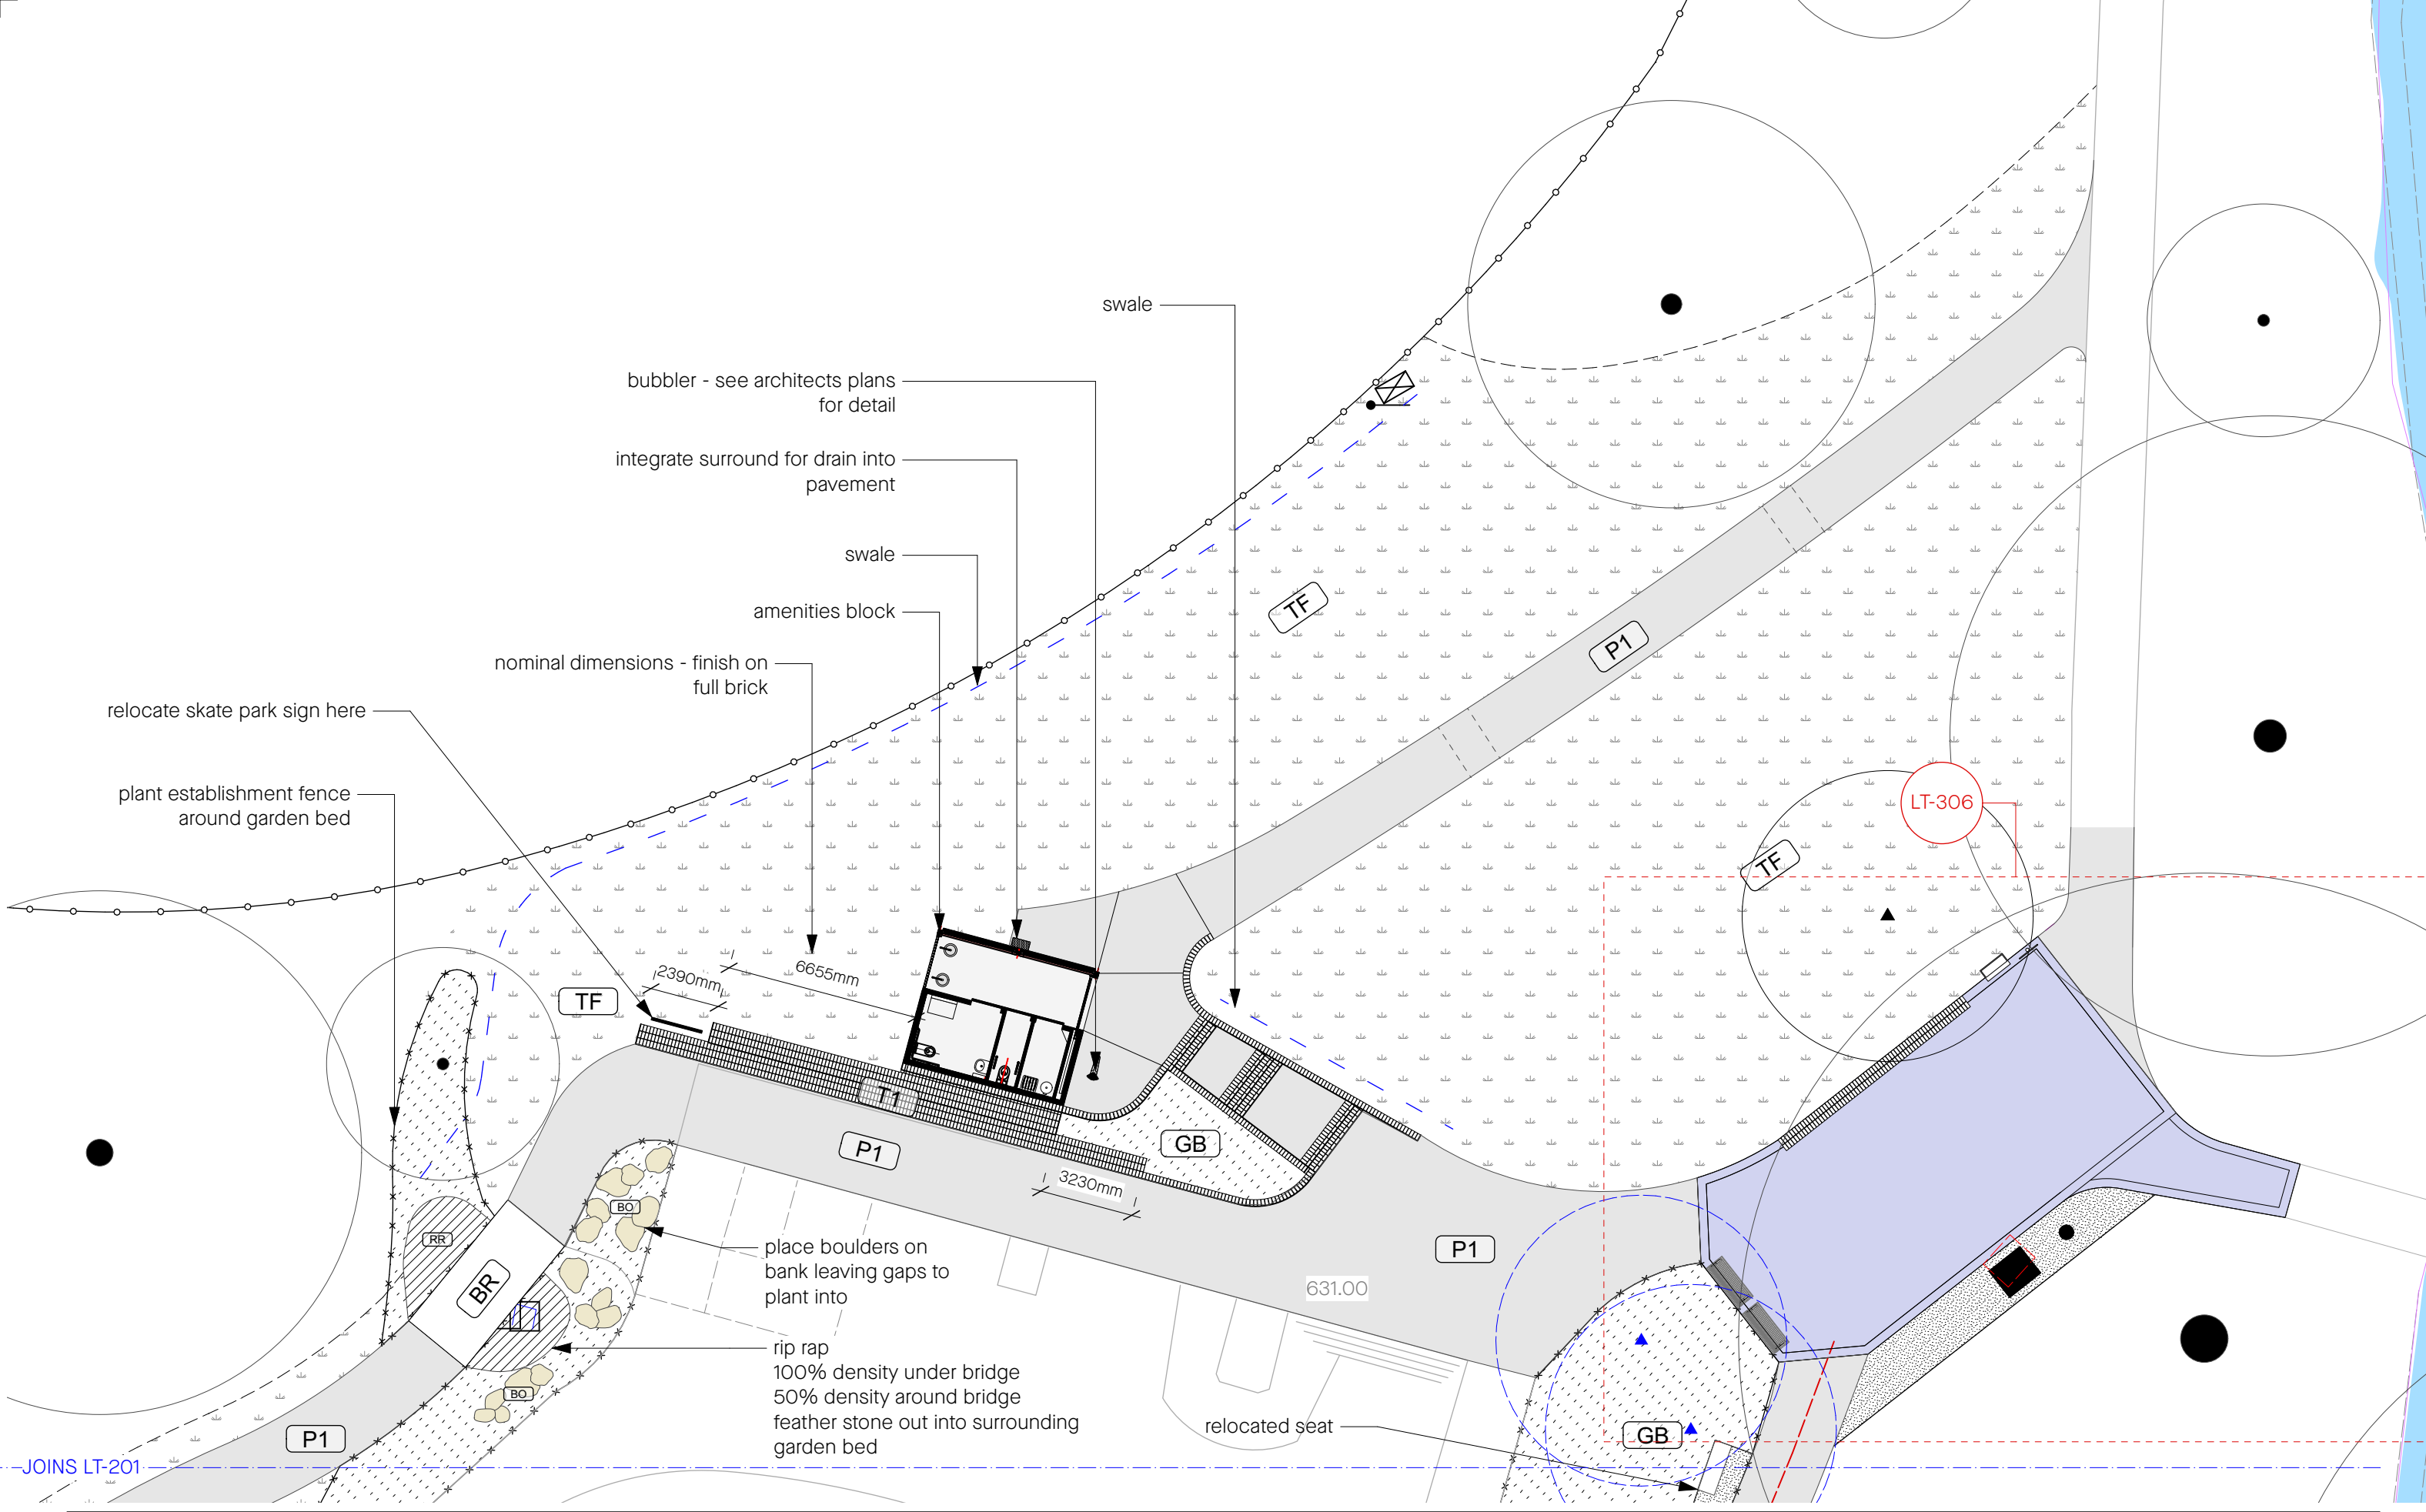 swale
bubbler - see architects plans
for detail
integrate surround for drain into
pavement
swale
amenities block
nominal dimensions - finish on
full brick
relocate skate park sign here
plant establishment fence
around garden bed
TF
P1
LT-306
TF
2390mm
6655mm
TF
T1
P1
GB
3230mm
BO
RR
BR
place boulders on
bank leaving gaps to
plant into
P1
631.00
rip rap
100% density under bridge
50% density around bridge
feather stone out into surrounding
garden bed
BO
relocated seat
GB
P1
JOINS LT-201